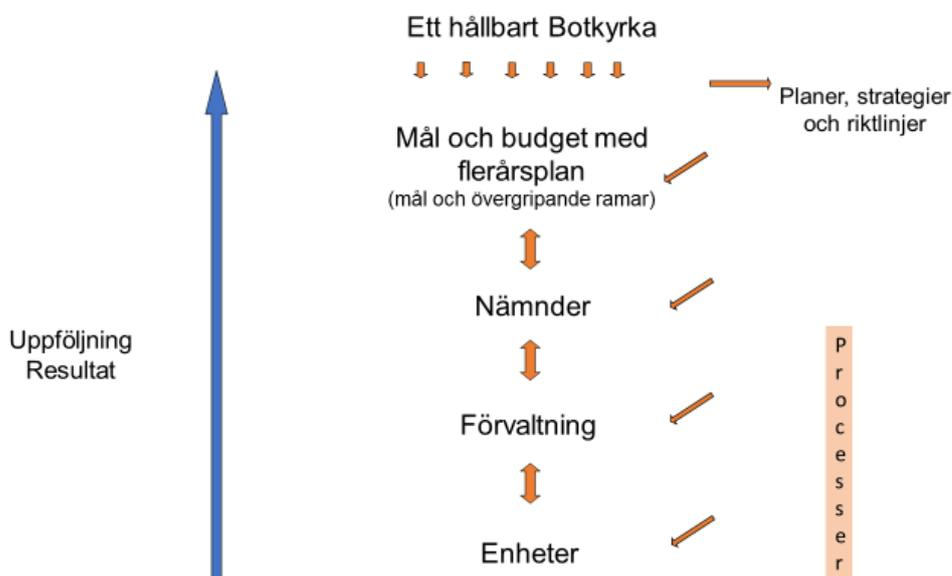 Ett hållbart Botkyrka
Planer, strategier
och riktlinjer
Mål och budget med
flerårsplan
(mål och övergripande ramar)
Nämnder
Uppföljning
Resultat
Förvaltning
Enheter
Processer